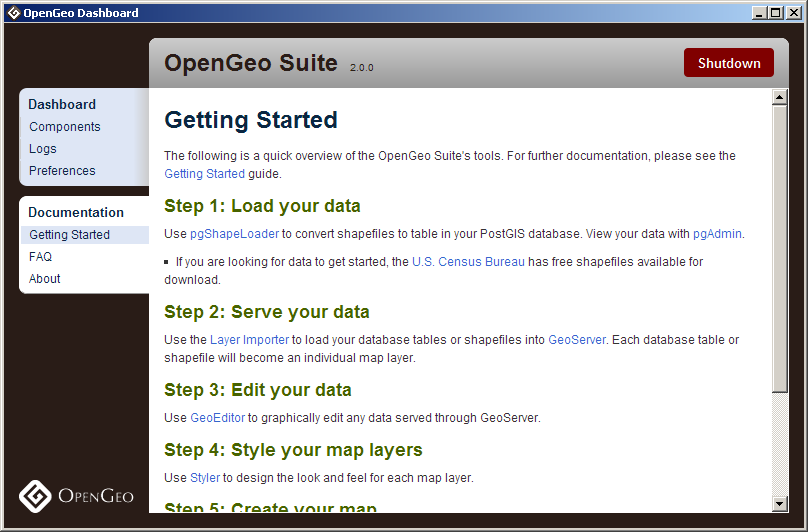 OpenGeo Dashboard
OpenGeo Suite 2.0.0
Shutdown
Dashboard
Components
Logs
Preferences
Documentation
Getting Started
FAQ
About
OPENGEO
Getting Started
The following is a quick overview of the OpenGeo Suite's tools. For further documentation, please see the
Getting Started guide.
Step 1: Load your data
Use pgShapeLoader to convert shapefiles to table in your PostGIS database. View your data with pgAdmin.
If you are looking for data to get started, the U.S. Census Bureau has free shapefiles available for
download.
Step 2: Serve your data
Use the Layer Importer to load your database tables or shapefiles into GeoServer. Each database table or
shapefile will become an individual map layer.
Step 3: Edit your data
Use GeoEditor to graphically edit any data served through GeoServer.
Step 4: Style your map layers
Use Styler to design the look and feel for each map layer.
Step 5: Create your map